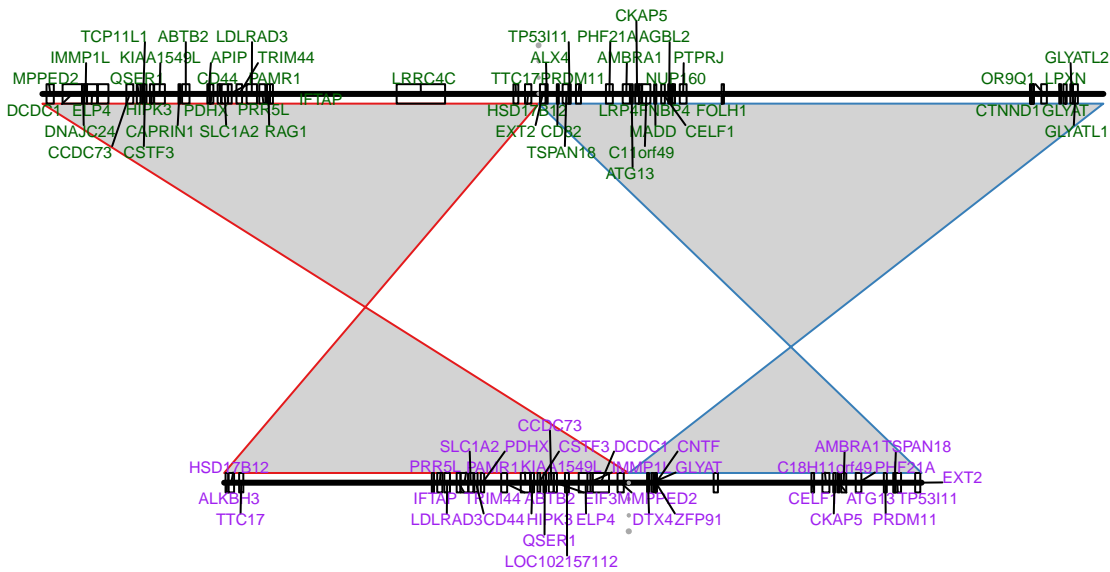 CKAP5
TCP11L1 ABTB2 LDLRAD3 TP53I11 PHF21A AGBL2
IMMP1L KIAA1549L APIP TRIM44 ALX4 AMBRA1 PTPRJ GLYATL2
MPPED2 QSER1 CD44 PAMR1 LRRC4C TTC17 PRDM11 NUP160 OR9Q1 LPXN
DCDC1 ELP4 HIPK3 PDHX PRR5L IFTAP HSD17B12 LRP4 FNBP4 FOLH1 CTNND1 GLYAT
DNAJC24 CAPRIN1 SLC1A2 RAG1 EXT2 CD82 MADD CELF1 GLYATL1
CCDC73 CSTF3 TSPAN18 C11orf49
ATG13
CCDC73
SLC1A2 PDHX CSTF3 DCDC1 CNTF AMBRA1 TSPAN18
HSD17B12 PRR5L PAMR1 KIAA1549L IMMP1L GLYAT C18H11orf49 PHF21A
EXT2
ALKBH3 IFTAP TRIM44 ABTB2 EIF3M MPPED2 CELF1 ATG13 TP53I11
TTC17 LDLRAD3 CD44 HIPK3 ELP4 DTX4 ZFP91 CKAP5 PRDM11
QSER1
LOC102157112